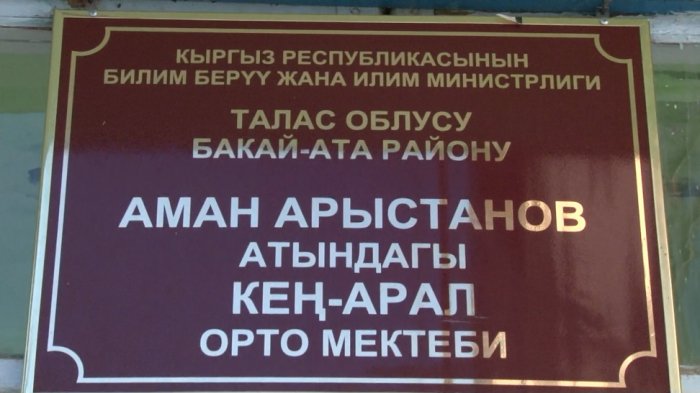 КЫРГЫЗ РЕСПУБЛИКАСЫНЫН
БИЛИМ БЕРҮҮ ЖАНА ИЛИМ МИНИСТРЛИГИ
ТАЛАС ОБЛУСУ
БАКАЙ-АТА РАЙОНУ
АМАН АРЫСТАНОВ
АТЫНДАГЫ
КЕҢ-АРАЛ
ОРТО МЕКТЕБИ